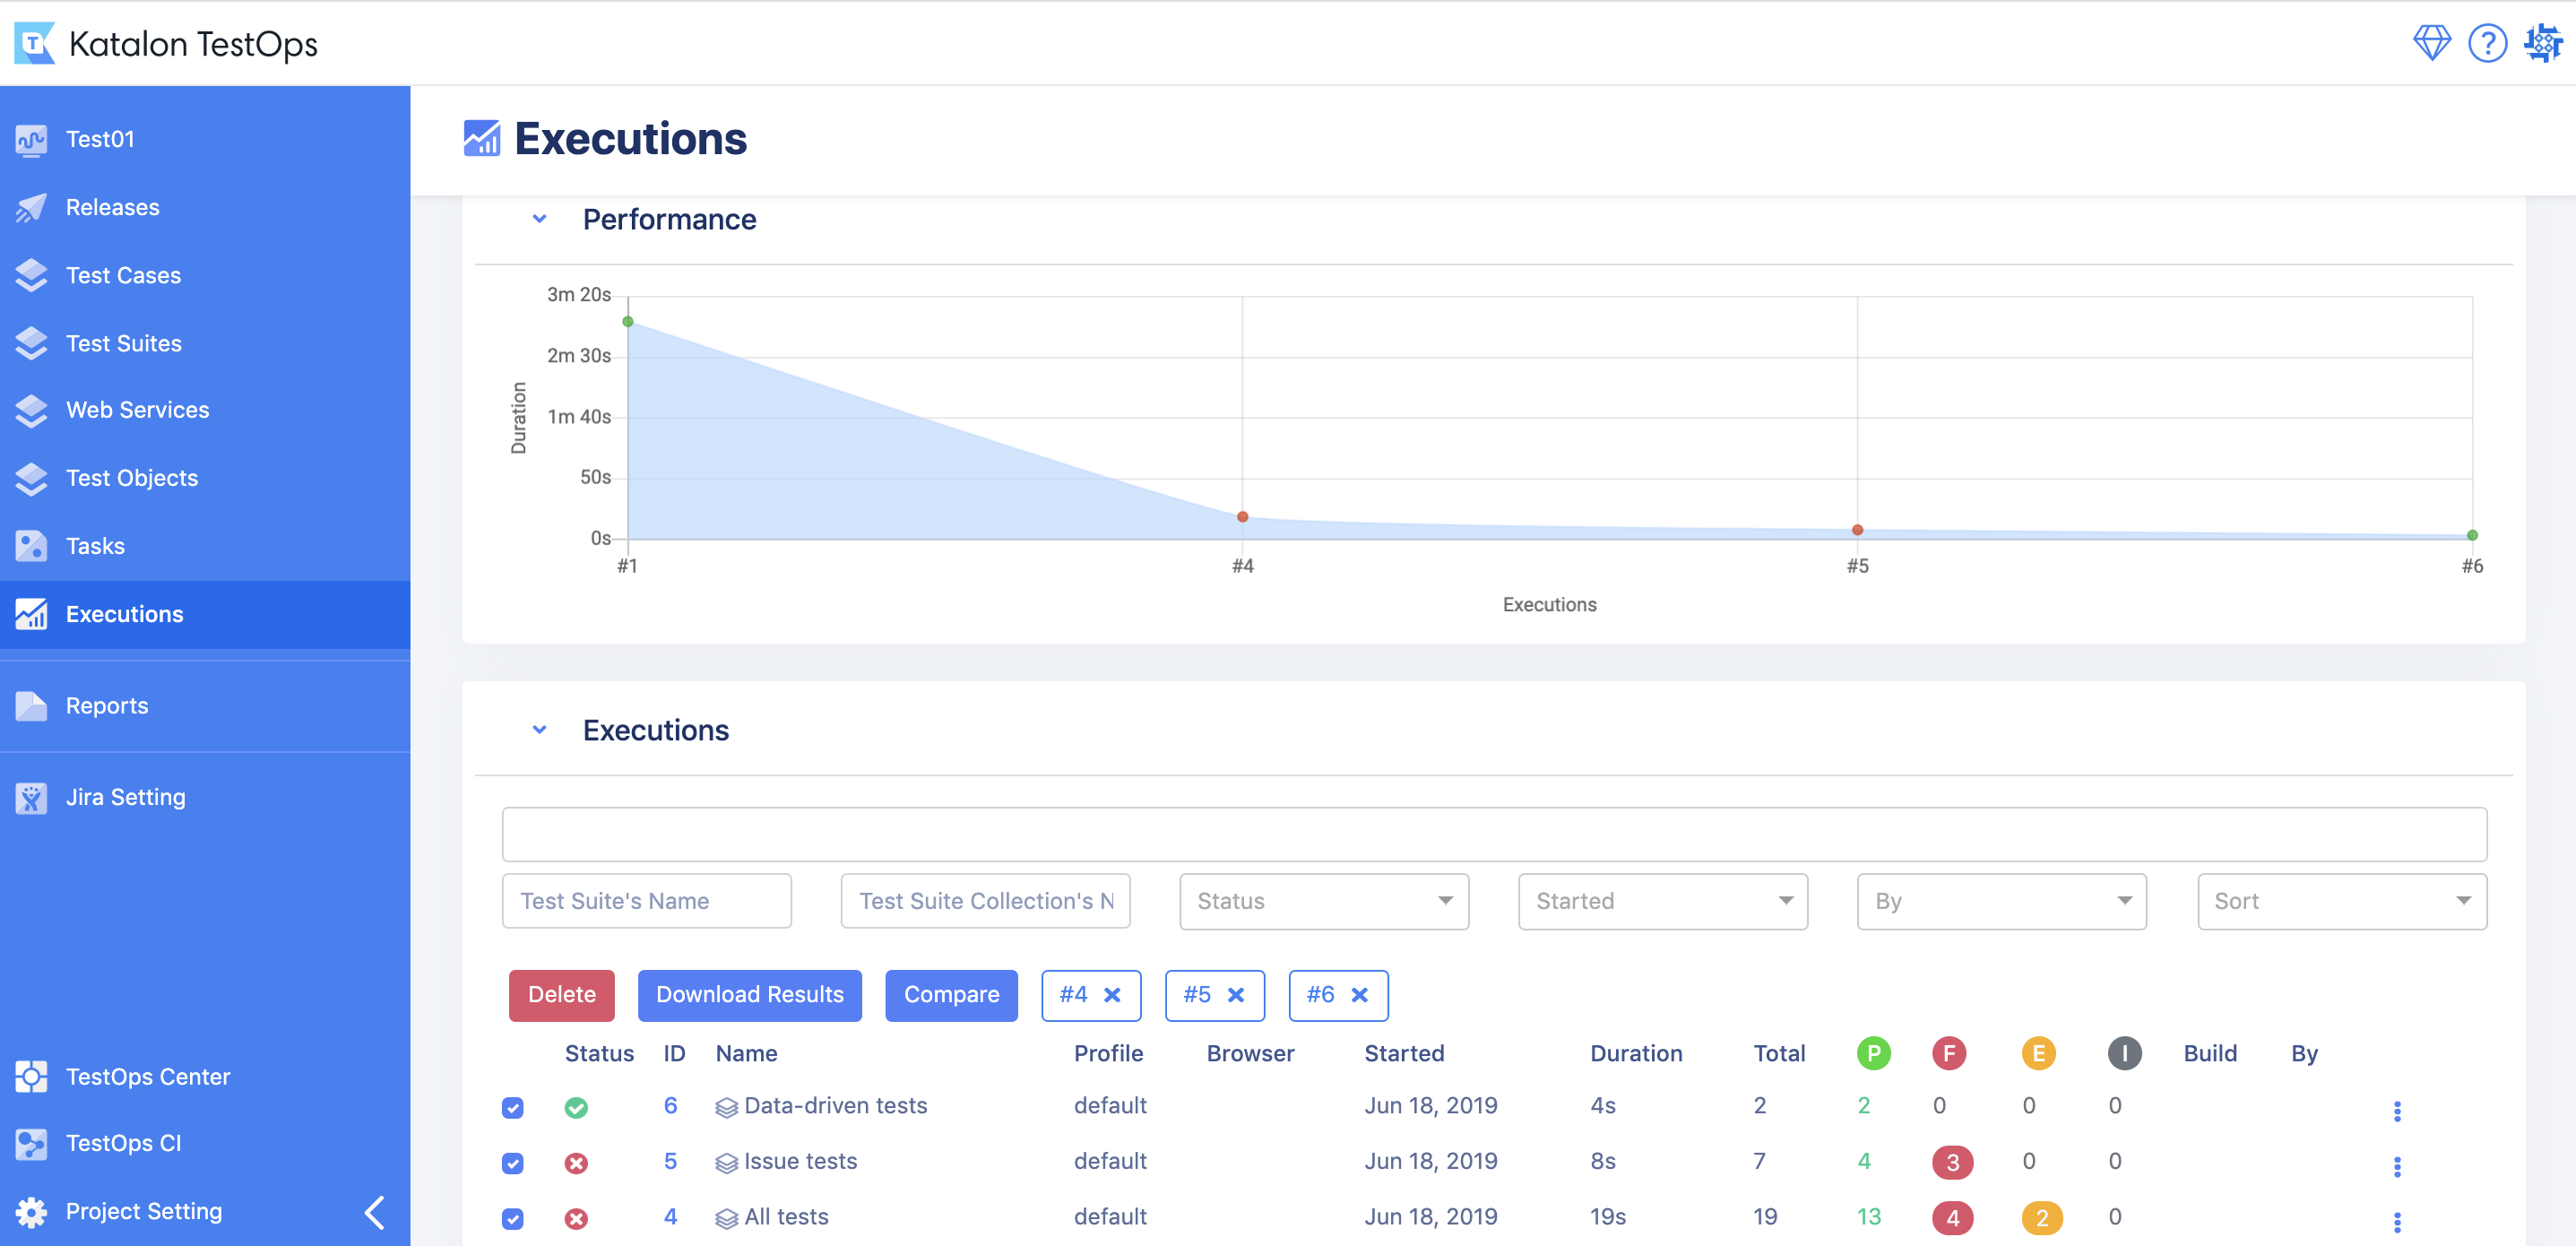 Katalon TestOps
Test01
Releases
Test Cases
Test Suites
Web Services
Test Objects
Tasks
Executions
Reports
Jira Setting
TestOps Center
TestOps CI
Project Setting
Executions
Performance
3m 20s
2m 30s
1m 40s
50s
0s
Duration
#1 #4 #5 #6
Executions
Executions
Test Suite's Name Test Suite Collection's N Status Started By Sort
Delete Download Results Compare #4 #5 #6
Status ID Name Profile Browser Started Duration Total P F E I Build By
6 Data-driven tests default Jun 18, 2019 4s 2 2 0 0 0
5 Issue tests default Jun 18, 2019 8s 7 4 3 0 0
4 All tests default Jun 18, 2019 19s 19 13 4 2 0